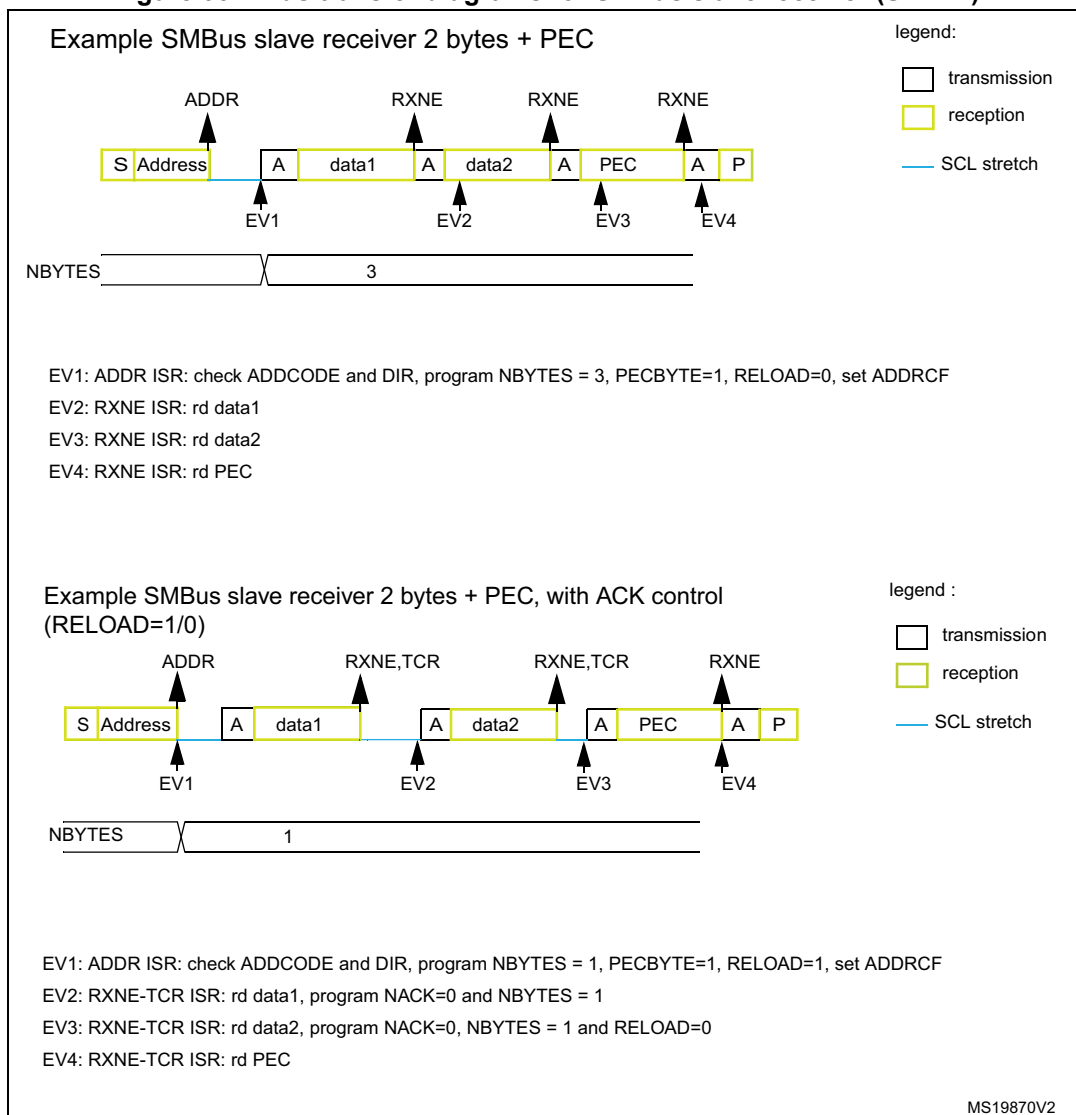 Example SMBus slave receiver 2 bytes + PEC
legend:
transmission
reception
SCL stretch
ADDR RXNE RXNE RXNE
S Address A data1 A data2 A PEC A P
EV1 EV2 EV3 EV4
NBYTES 3
EV1: ADDR ISR: check ADDCODE and DIR, program NBYTES = 3, PECBYTE=1, RELOAD=0, set ADDRCF
EV2: RXNE ISR: rd data1
EV3: RXNE ISR: rd data2
EV4: RXNE ISR: rd PEC
Example SMBus slave receiver 2 bytes + PEC, with ACK control
(RELOAD=1/0)
legend :
transmission
reception
SCL stretch
ADDR RXNE,TCR RXNE,TCR RXNE
S Address A data1 A data2 A PEC A P
EV1 EV2 EV3 EV4
NBYTES 1
EV1: ADDR ISR: check ADDCODE and DIR, program NBYTES = 1, PECBYTE=1, RELOAD=1, set ADDRCF
EV2: RXNE-TCR ISR: rd data1, program NACK=0 and NBYTES = 1
EV3: RXNE-TCR ISR: rd data2, program NACK=0, NBYTES = 1 and RELOAD=0
EV4: RXNE-TCR ISR: rd PEC
MS19870V2